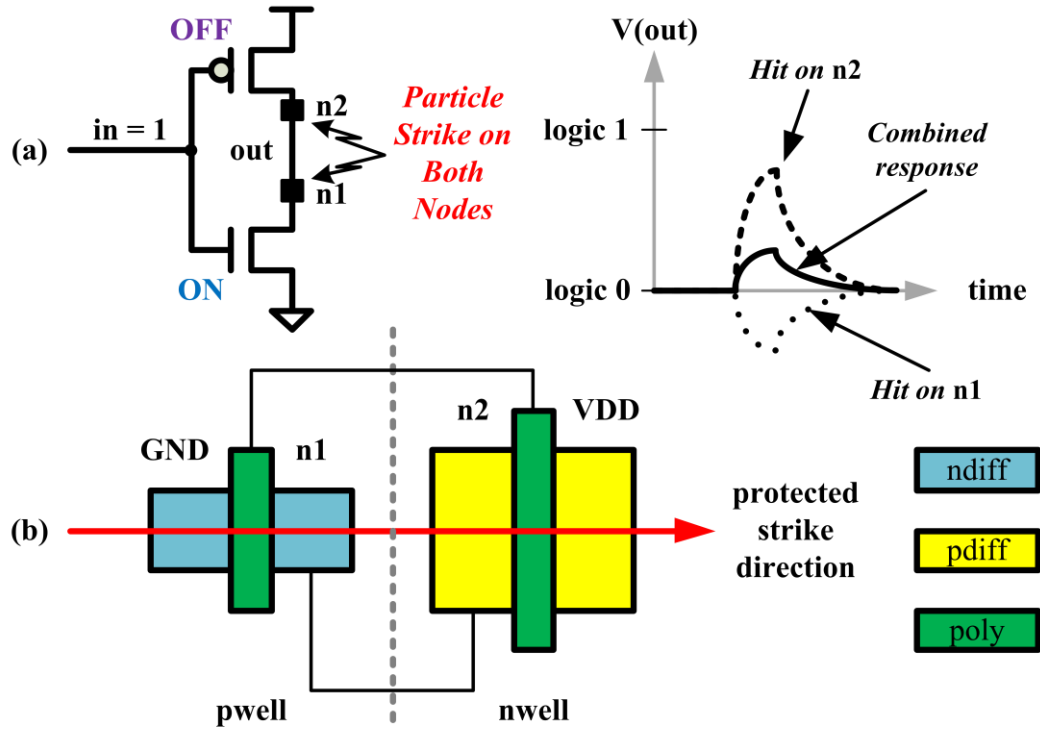 (a)
OFF
in = 1
out
n2
n1
ON
Particle
Strike on
Both
Nodes
V(out)
Hit on n2
logic 1
Combined
response
logic 0
time
Hit on n1
(b)
GND
n1
n2
VDD
pwell
nwell
protected
strike
direction
ndiff
pdiff
poly